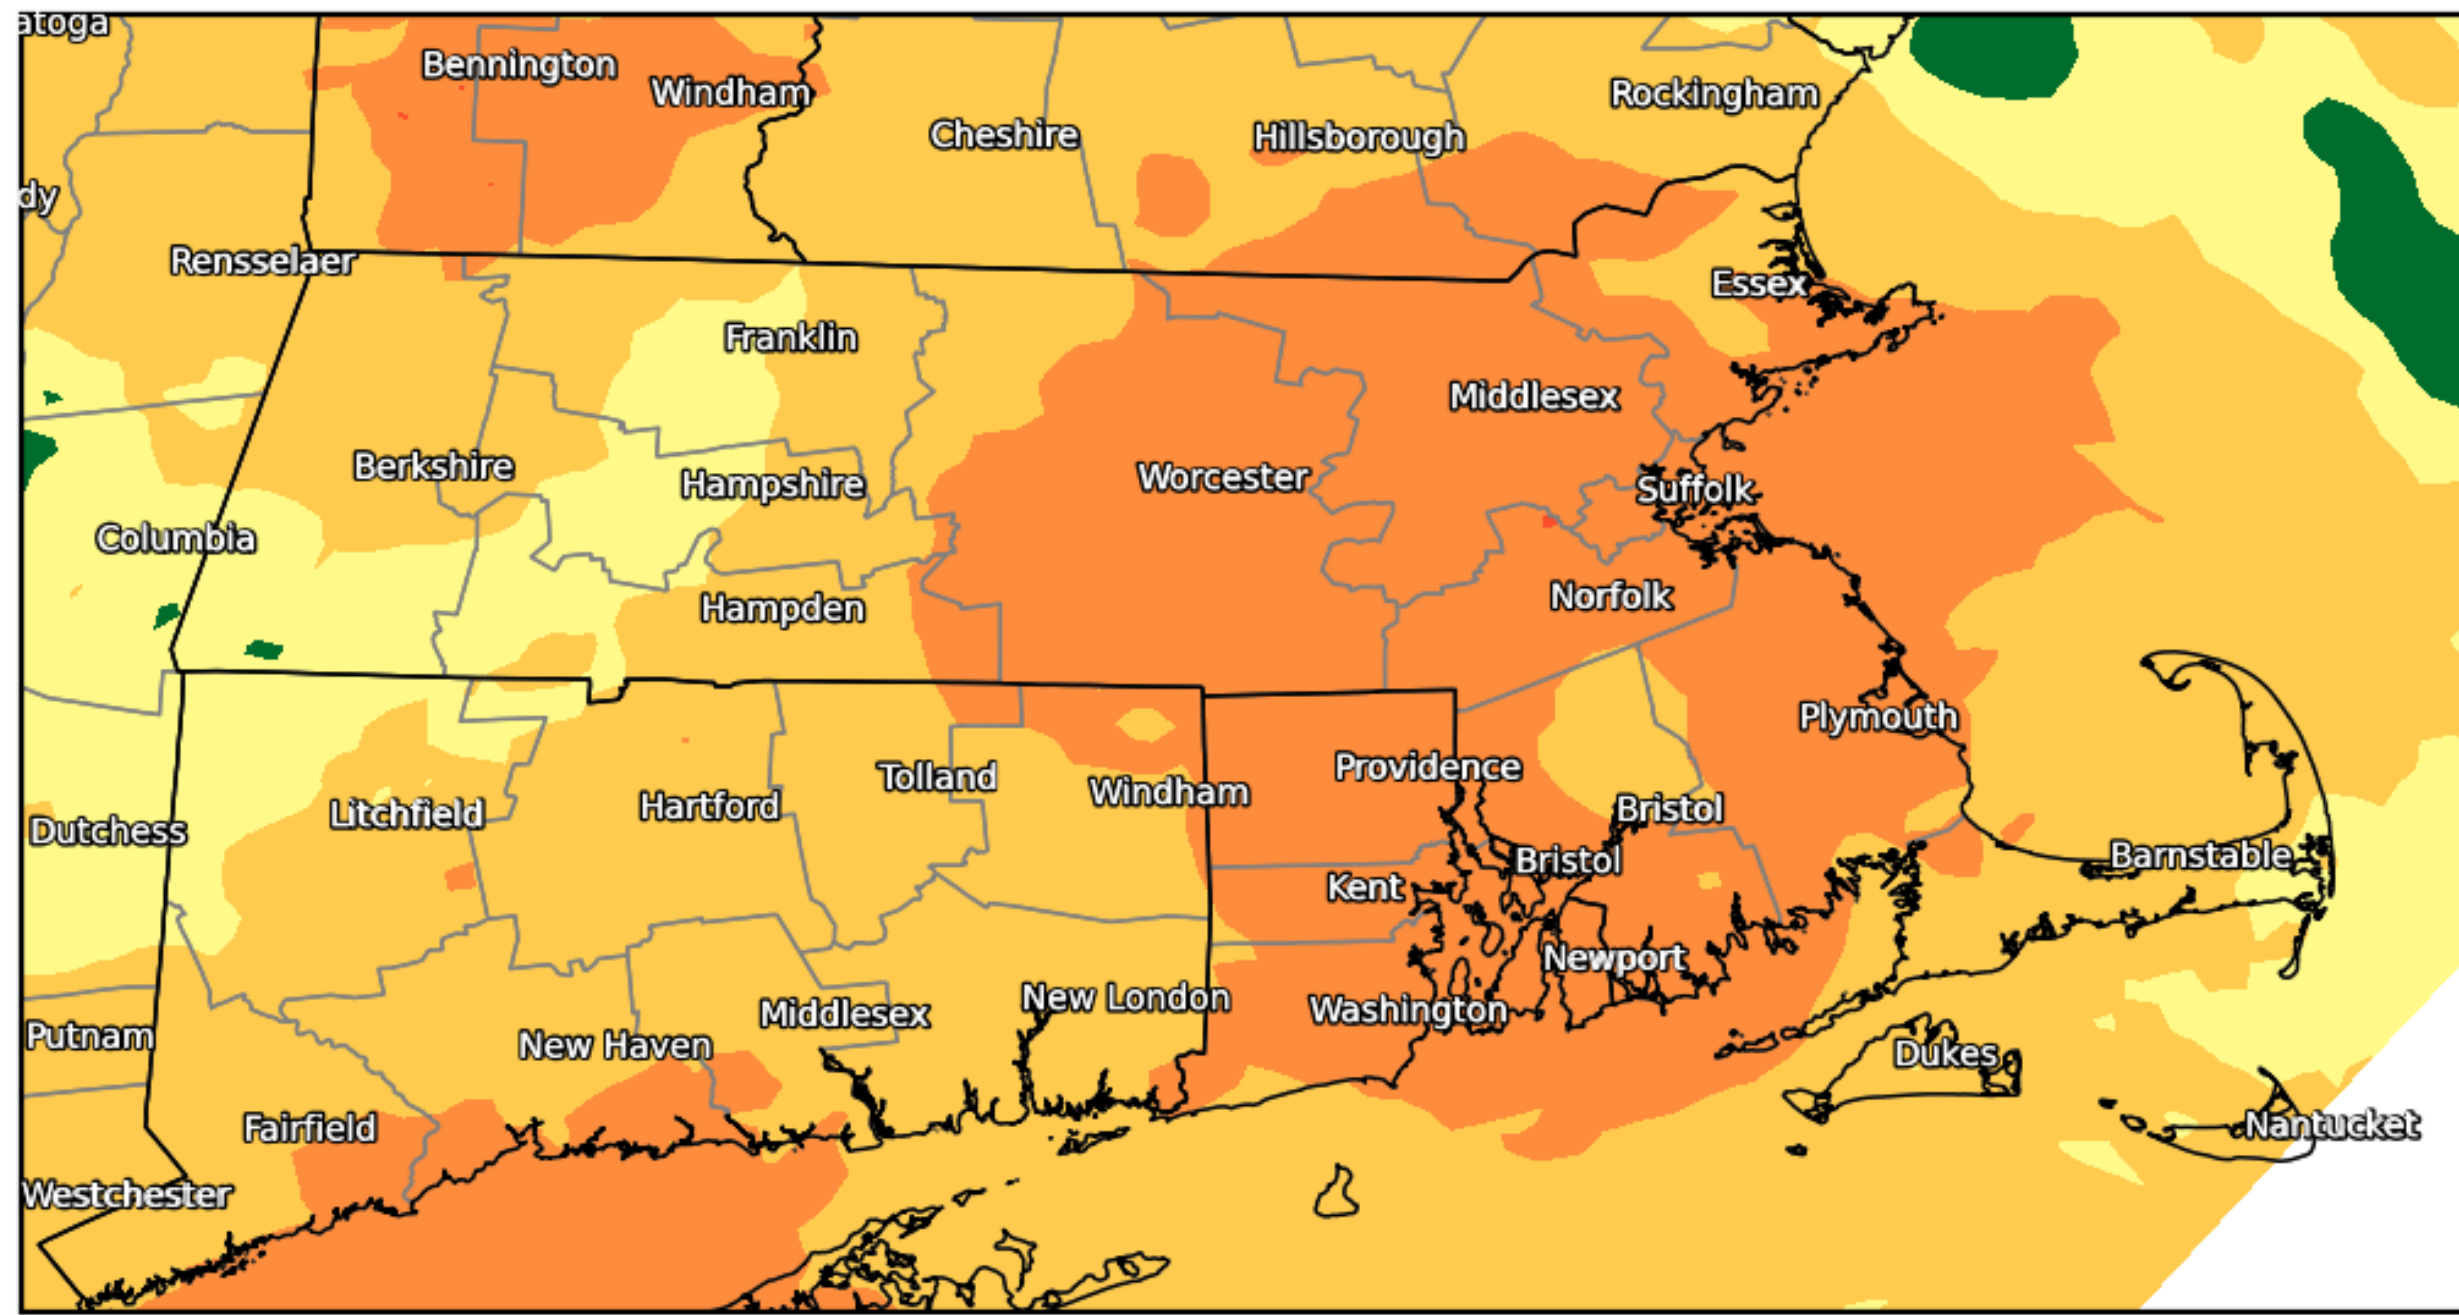 atoga
Bennington
Windham
Rockingham
Cheshire
Hillsborough
dy
Rensselaer
Essex
Franklin
Middlesex
Berkshire
Hampshire
Worcester
Suffolk
Columbia
Norfolk
Hampden
Plymouth
Providence
Tolland
Windham
Hartford
Litchfield
Bristol
Dutchess
Barnstable
Bristol
Kent
Newport
New London
Washington
Middlesex
Putnam
New Haven
Dukes
Fairfield
Nantucket
Westchester